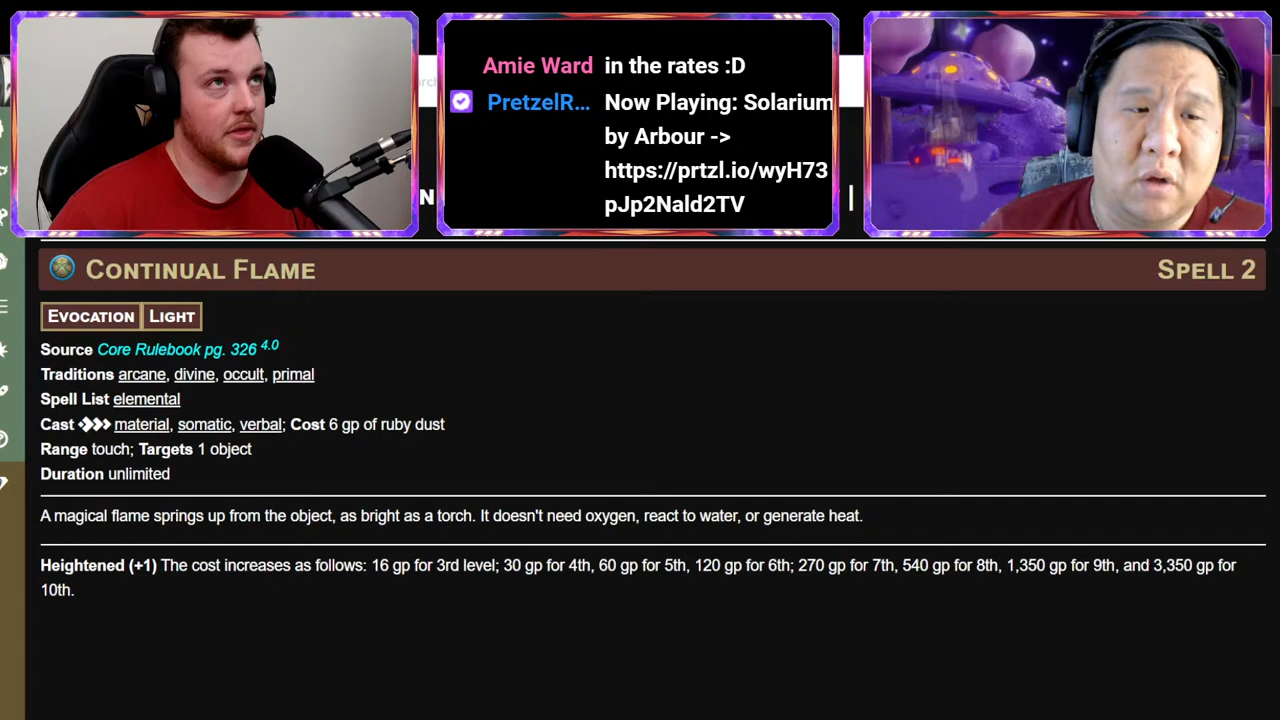 Amie Ward in the rates :D
PretzelR... Now Playing: Solarium
by Arbour ->
https://prtzl.io/wyH73
pJp2Nald2TV
N
|
Continual Flame Spell 2
Evocation Light
Source Core Rulebook pg. 326 4.0
Traditions arcane, divine, occult, primal
Spell List elemental
Cast material, somatic, verbal; Cost 6 gp of ruby dust
Range touch; Targets 1 object
Duration unlimited
A magical flame springs up from the object, as bright as a torch. It doesn't need oxygen, react to water, or generate heat.
Heightened (+1) The cost increases as follows: 16 gp for 3rd level; 30 gp for 4th, 60 gp for 5th, 120 gp for 6th; 270 gp for 7th, 540 gp for 8th, 1,350 gp for 9th, and 3,350 gp for
10th.